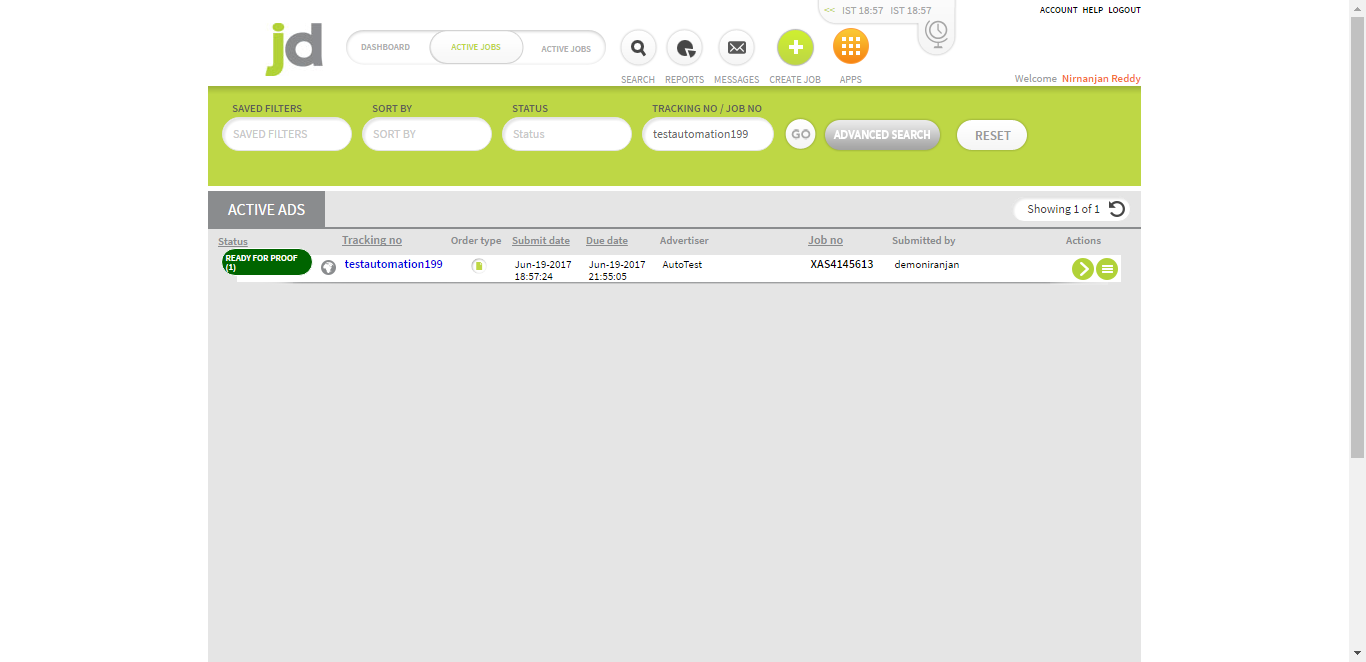 << IST 18:57 IST 18:57
ACCOUNT HELP LOGOUT
jd
DASHBOARD ACTIVE JOBS ACTIVE JOBS
SEARCH REPORTS MESSAGES CREATE JOB APPS
Welcome Nirnanjan Reddy
SAVED FILTERS SORT BY STATUS TRACKING NO / JOB NO
SAVED FILTERS SORT BY Status testautomation199 GO ADVANCED SEARCH RESET
ACTIVE ADS Showing 1 of 1
Status Tracking no Order type Submit date Due date Advertiser Job no Submitted by Actions
READY FOR PROOF
(1)
testautomation199 Jun-19-2017 Jun-19-2017 AutoTest XAS4145613 demoniranjan
18:57:24 21:55:05